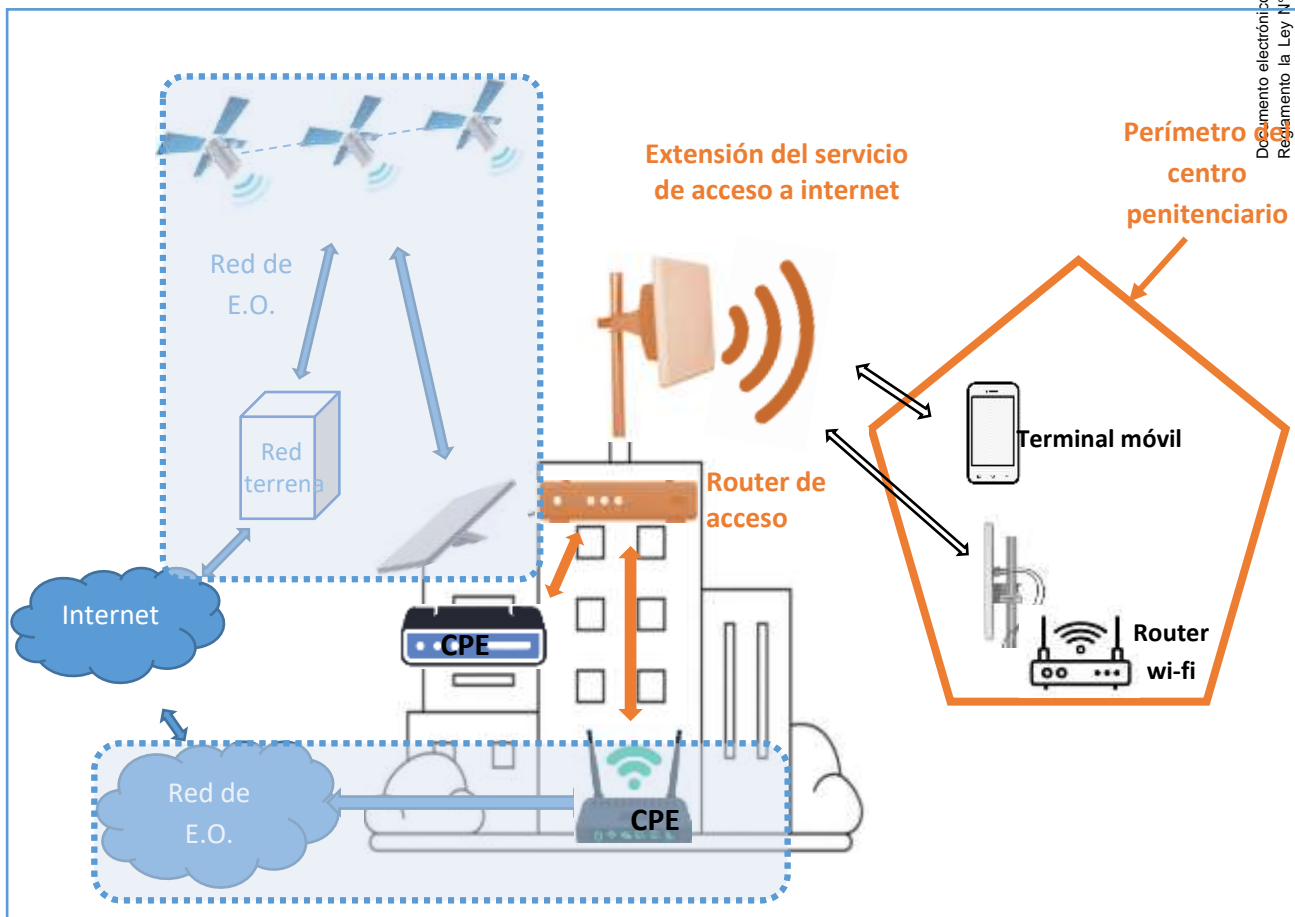 Documento electrónico
Reglamento la Ley N°
Perímetro del
centro
penitenciario
Extensión del servicio
de acceso a internet
Red de
E.O.
Terminal móvil
Red
terrena
Router de
acceso
Internet
CPE
Router
wi-fi
Red de
E.O.
CPE